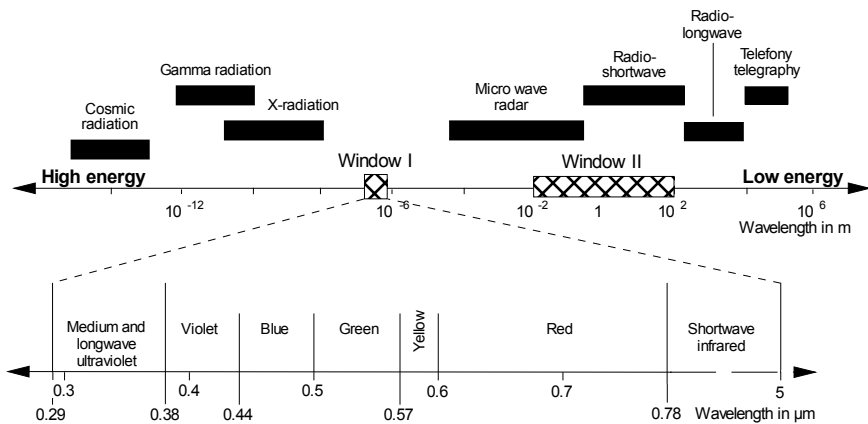 Radio-
longwave
Radio-
shortwave
Telefony
telegraphy
Gamma radiation
Micro wave
radar
X-radiation
Cosmic
radiation
High energy
Window I
Window II
Low energy
10 -12
10 -6
10 -2
1
10 2
10 6
Wavelength in m
Medium and
longwave
ultraviolet
Violet
Blue
Green
Yellow
Red
Shortwave
infrared
0.3
0.4
0.5
0.6
0.7
5
0.29
0.38
0.44
0.57
0.78
Wavelength in µm